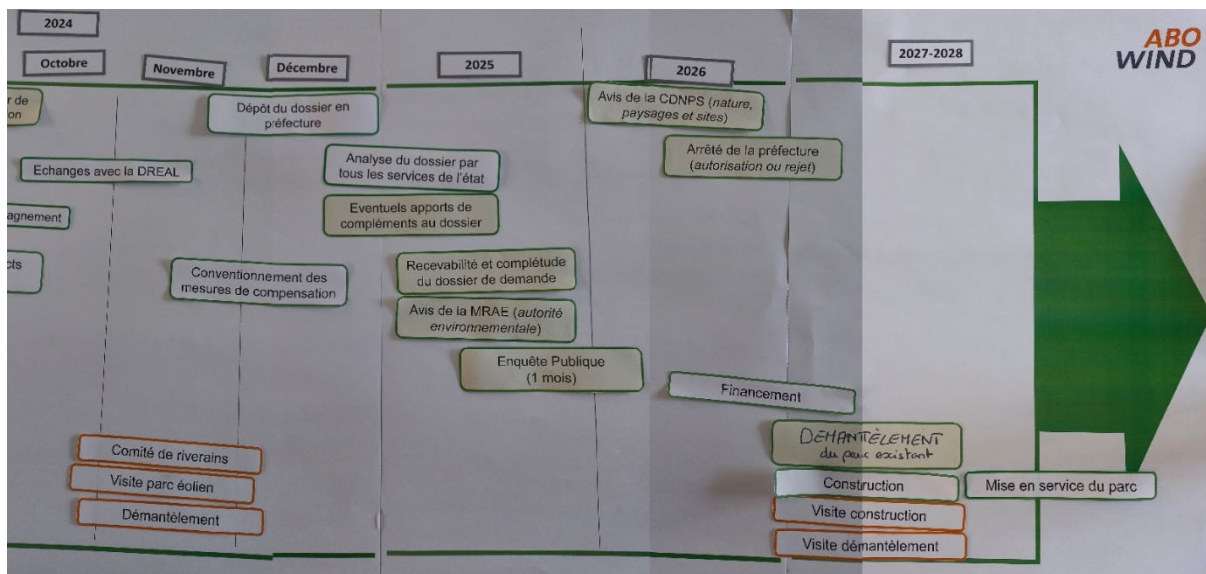 2024
Octobre
Novembre
Décembre
2025
2026
2027-2028
ABO
WIND
de
Dépôt du dossier en
préfecture
Avis de la CDNPS (nature,
paysages et sites)
Echanges avec la DREAL
Analyse du dossier par
tous les services de l'état
Arrêté de la préfecture
(autorisation ou rejet)
Eventuels apports de
compléments au dossier
agnement
cts
Conventionnement des
mesures de compensation
Recevabilité et complétude
du dossier de demande
Avis de la MRAE (autorité
environnementale)
Enquête Publique
(1 mois)
Financement
DEMANTÈLEMENT
du parc existant
Comité de riverains
Visite parc éolien
Démantèlement
Construction
Mise en service du parc
Visite construction
Visite démantèlement